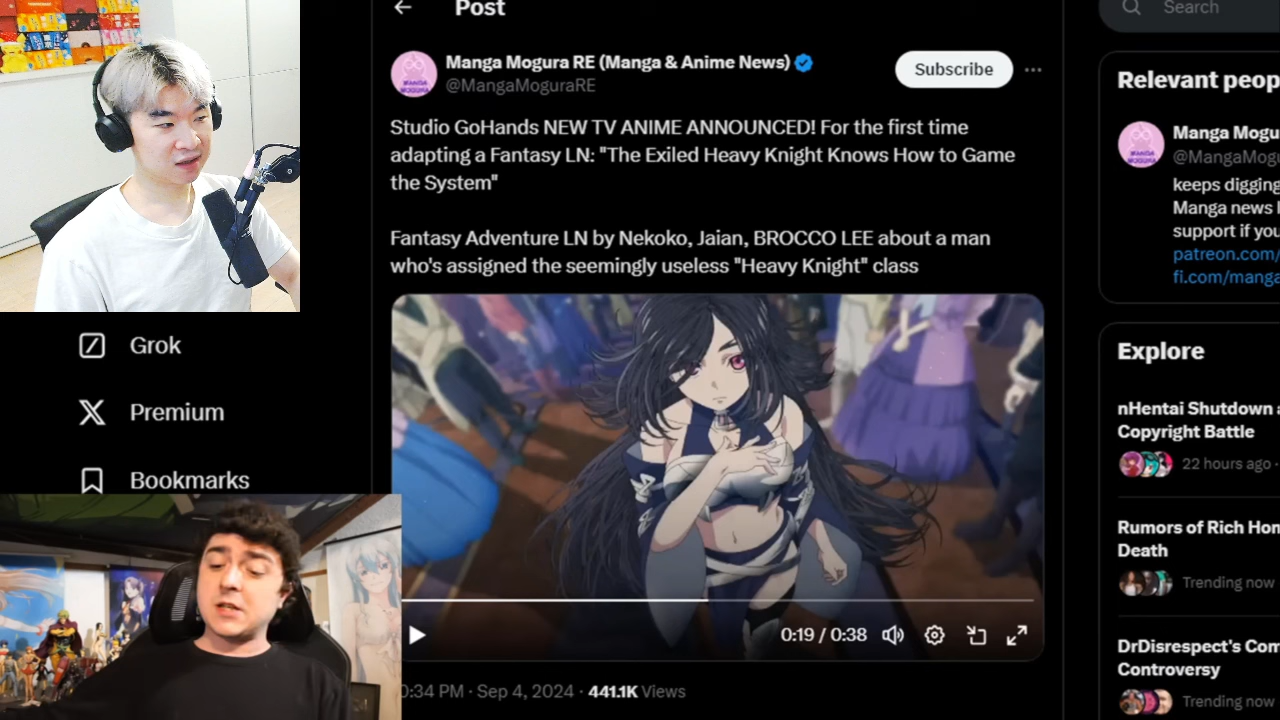 Post
Search
Manga Mogura RE (Manga & Anime News)
@MangaMoguraRE
Subscribe
Studio GoHands NEW TV ANIME ANNOUNCED! For the first time
adapting a Fantasy LN: "The Exiled Heavy Knight Knows How to Game
the System"
Fantasy Adventure LN by Nekoko, Jaian, BROCCO LEE about a man
who's assigned the seemingly useless "Heavy Knight" class
0:19 / 0:38
0:34 PM · Sep 4, 2024 · 441.1K Views
Grok
Premium
Bookmarks
Relevant peop
Manga Mogu
@MangaMogu
keeps digging
Manga news
support if you
patreon.com/
fi.com/manga
Explore
nHentai Shutdown
Copyright Battle
22 hours ago ·
Rumors of Rich Hom
Death
Trending now
DrDisrespect's Com
Controversy
Trending now